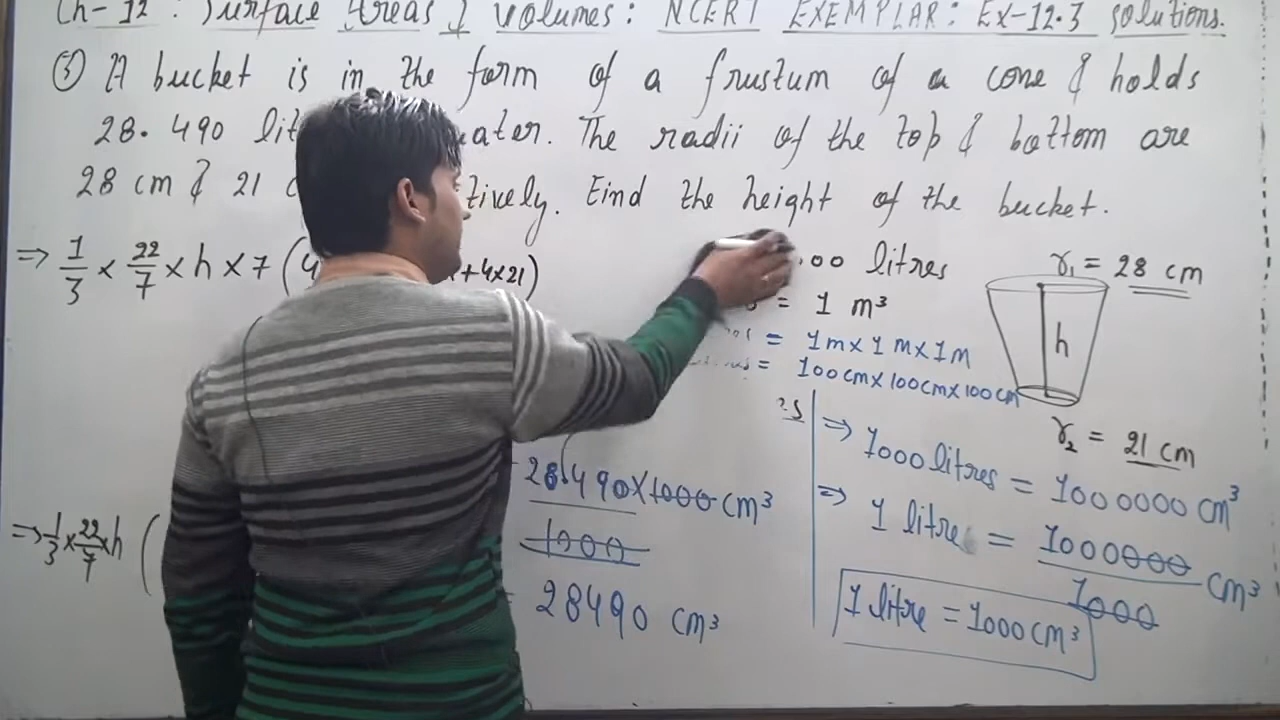 Ch-12: Surface Areas & Volumes: NCERT EXEMPLAR: Ex-12.3 solutions.
⑤ A bucket is in the form of a frustum of a cone & holds
28.490 water. The radii of the top & bottom are
28 cm & 21 Find the height of the bucket.
⇒ 1/3 × 22/7 × h × 7 ( +4×21)
litres
= 1 m³
= 1m × 1m × 1m
= 100cm × 100cm × 100cm
r₁ = 28 cm
h
r₂ = 21 cm
⇒ 1000 litres = 1000000 cm³
⇒ 1 litre = 1000000/1000 cm³
1 litre = 1000 cm³
28.490 × 1000 cm³
1000
28490 cm³
⇒ 1/3 × 22/7 × h (